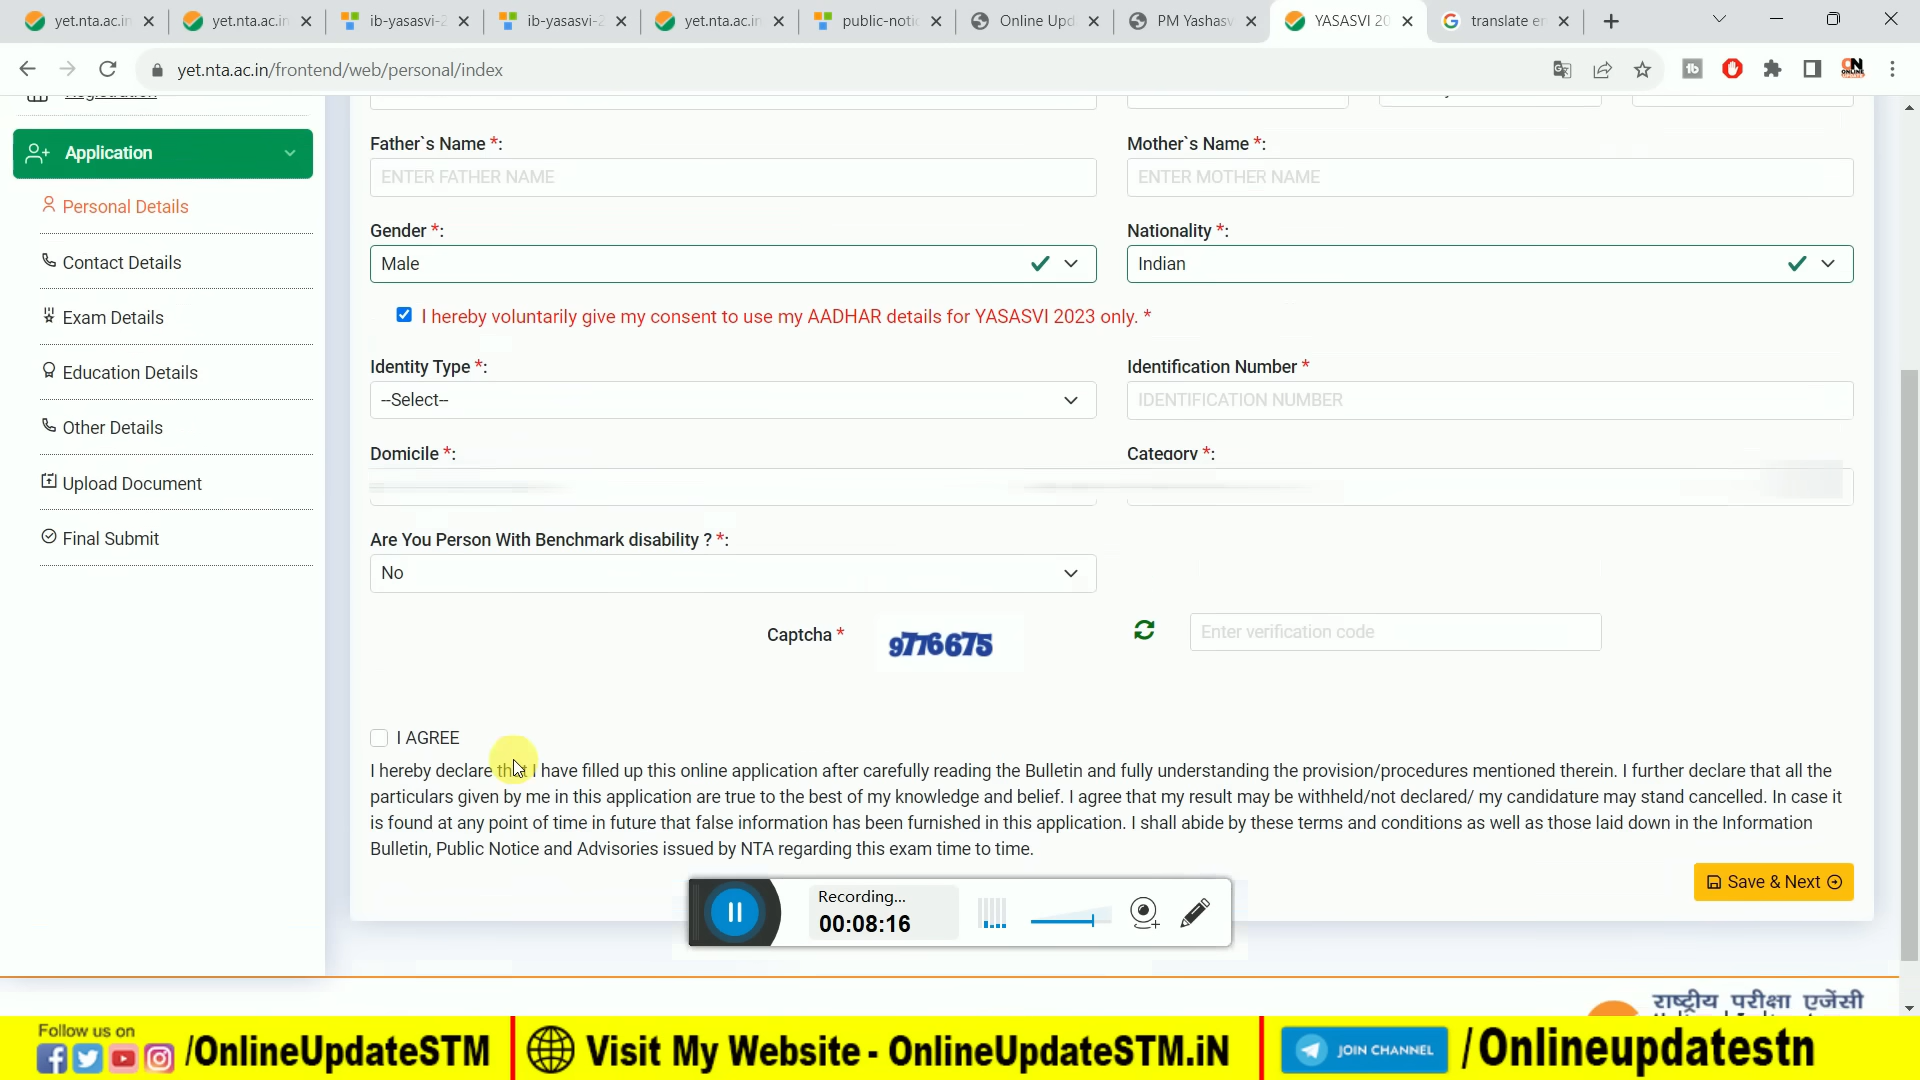 yet.nta.ac.in
yet.nta.ac.in
ib-yasasvi-2
ib-yasasvi-2
yet.nta.ac.in
public-notic
Online Upd
PM Yashasv
YASASVI 20
translate en
yet.nta.ac.in/frontend/web/personal/index
Registration
Application
Personal Details
Contact Details
Exam Details
Education Details
Other Details
Upload Document
Final Submit
Father`s Name *:
Mother`s Name *:
ENTER FATHER NAME
ENTER MOTHER NAME
Gender *:
Nationality *:
Male
Indian
I hereby voluntarily give my consent to use my AADHAR details for YASASVI 2023 only. *
Identity Type *:
Identification Number *
--Select--
IDENTIFICATION NUMBER
Domicile *:
Category *:
Are You Person With Benchmark disability ? *:
No
Captcha *
9776675
Enter verification code
I AGREE
I hereby declare that I have filled up this online application after carefully reading the Bulletin and fully understanding the provision/procedures mentioned therein. I further declare that all the
particulars given by me in this application are true to the best of my knowledge and belief. I agree that my result may be withheld/not declared/ my candidature may stand cancelled. In case it
is found at any point of time in future that false information has been furnished in this application. I shall abide by these terms and conditions as well as those laid down in the Information
Bulletin, Public Notice and Advisories issued by NTA regarding this exam time to time.
Save & Next
Recording...
00:08:16
राष्ट्रीय परीक्षा एजेंसी
Follow us on
/OnlineUpdateSTM
Visit My Website - OnlineUpdateSTM.iN
JOIN CHANNEL
/Onlineupdatestn